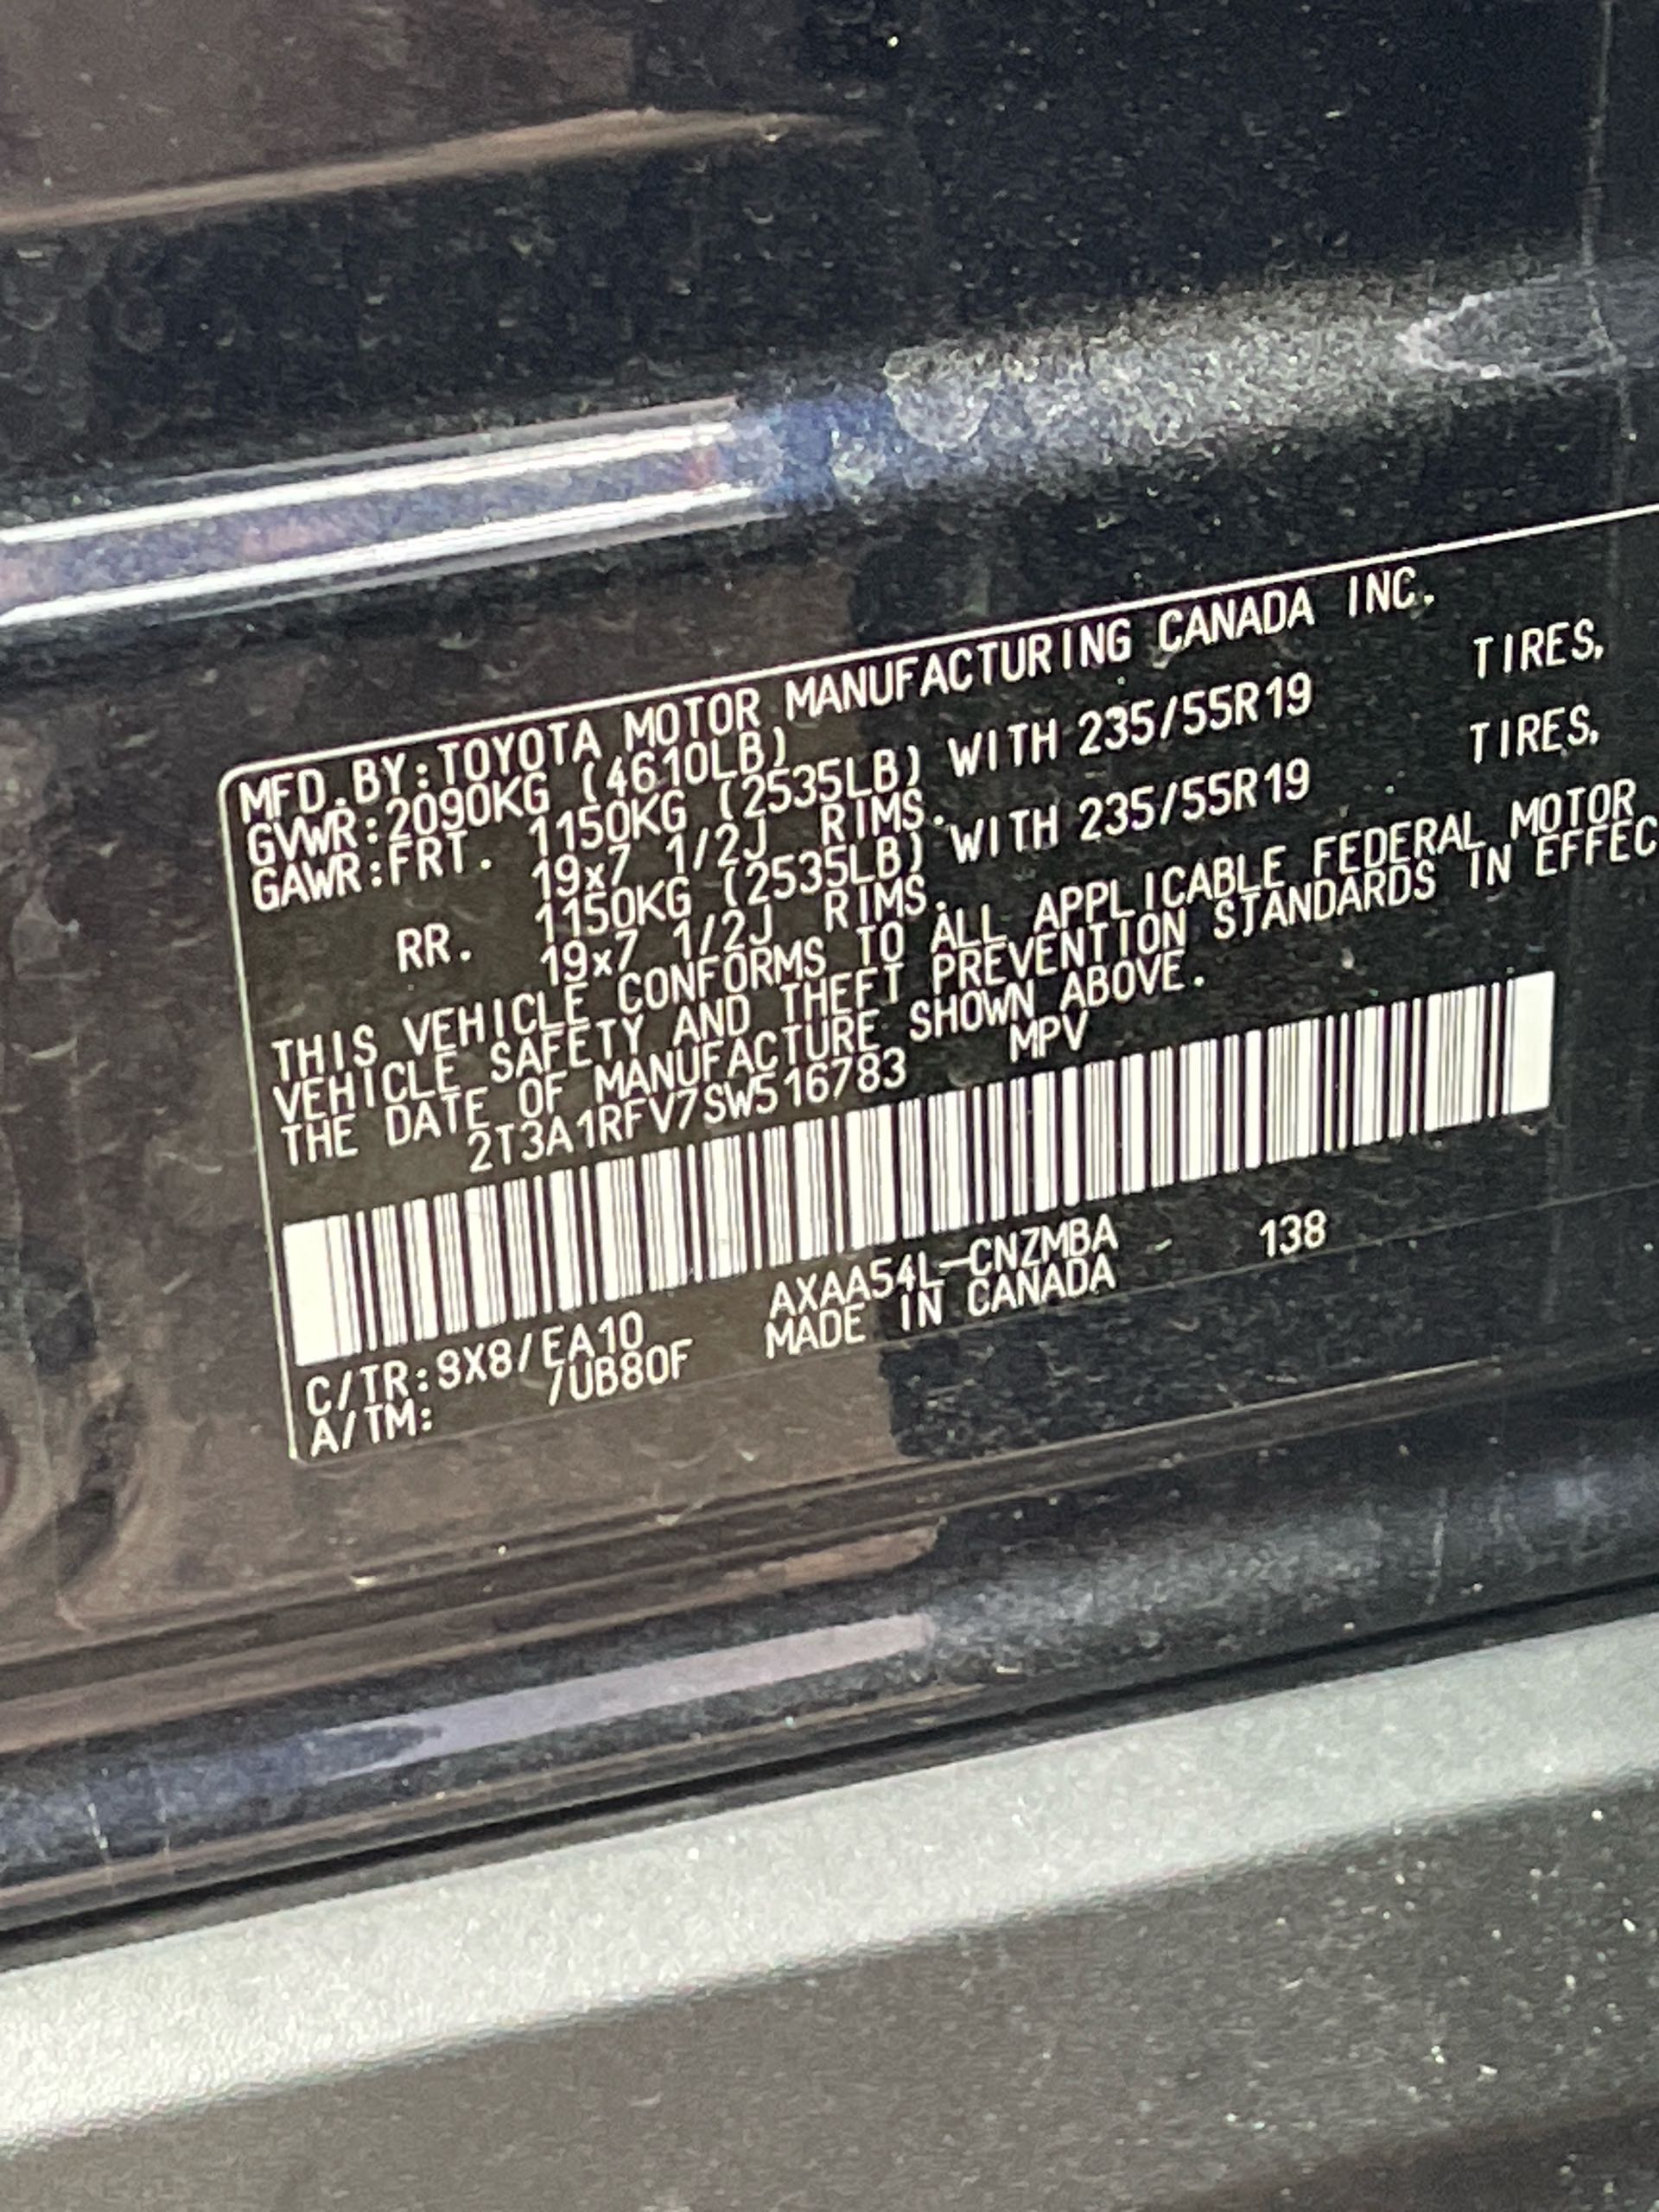 MFD.BY:TOYOTA MOTOR MANUFACTURING CANADA INC.
GVWR:2090KG (4610LB)
GAWR:FRT. 1150KG (2535LB) WITH 235/55R19 TIRES,
19x7 1/2J RIMS.
RR. 1150KG (2535LB) WITH 235/55R19 TIRES,
19x7 1/2J RIMS.
THIS VEHICLE CONFORMS TO ALL APPLICABLE FEDERAL MOTOR
VEHICLE SAFETY AND THEFT PREVENTION STANDARDS IN EFFEC
THE DATE OF MANUFACTURE SHOWN ABOVE.
2T3A1RFV7SW516783 MPV
C/TR: /EA10 AXAA54L-CNZMBA 138
A/TM: /UB80F MADE IN CANADA